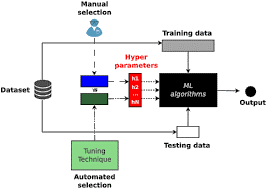 Manual
selection
Training data
Hyper
parameters
Dataset
vs
h1
h2
...
hN
ML
algorithms
Output
Tuning
Technique
Testing data
Automated selection